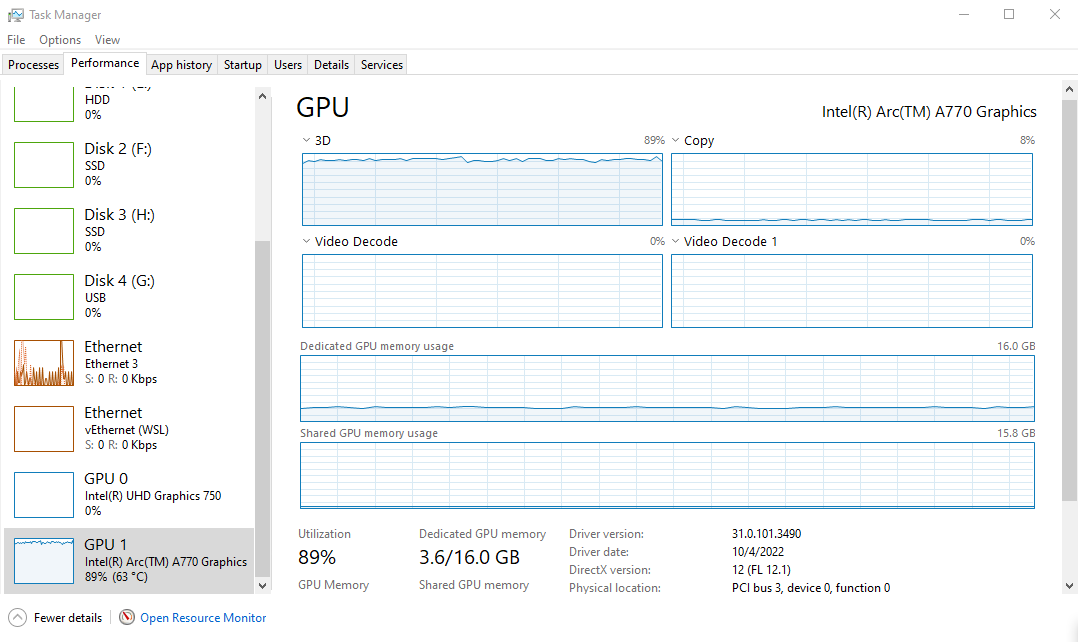 Task Manager
File Options View
Processes Performance App history Startup Users Details Services
HDD
0%
Disk 2 (F:)
SSD
0%
Disk 3 (H:)
SSD
0%
Disk 4 (G:)
USB
0%
Ethernet
Ethernet 3
S: 0 R: 0 Kbps
Ethernet
vEthernet (WSL)
S: 0 R: 0 Kbps
GPU 0
Intel(R) UHD Graphics 750
0%
GPU 1
Intel(R) Arc(TM) A770 Graphics
89% (63 °C)
GPU
Intel(R) Arc(TM) A770 Graphics
3D 89%
Copy 8%
Video Decode 0%
Video Decode 1 0%
Dedicated GPU memory usage 16.0 GB
Shared GPU memory usage 15.8 GB
Utilization
89%
Dedicated GPU memory
3.6/16.0 GB
GPU Memory
Shared GPU memory
Driver version: 31.0.101.3490
Driver date: 10/4/2022
DirectX version: 12 (FL 12.1)
Physical location: PCI bus 3, device 0, function 0
Fewer details
Open Resource Monitor